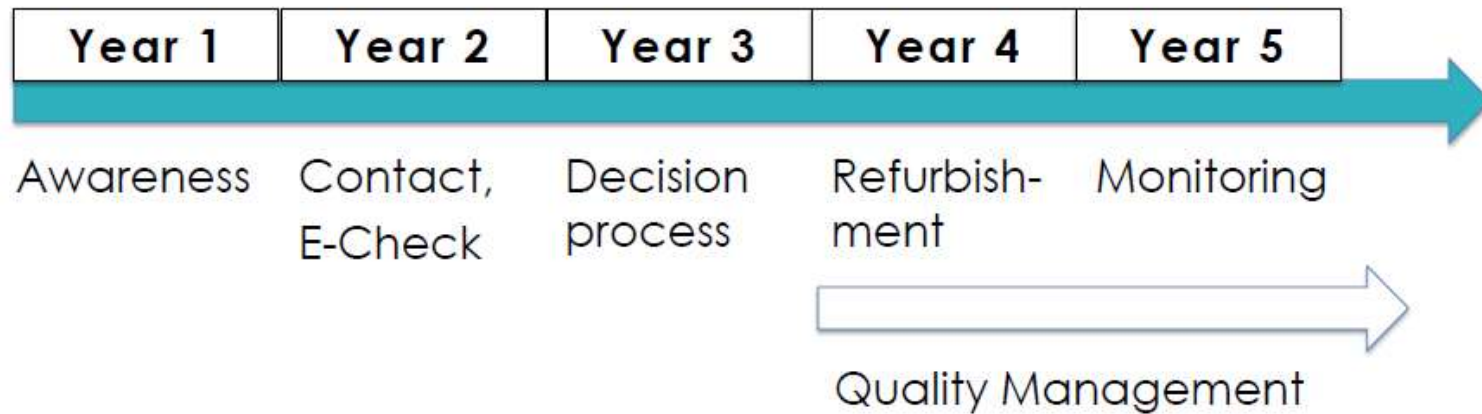 Year 1 Year 2 Year 3 Year 4 Year 5
Awareness
Contact,
E-Check
Decision
process
Refurbish-
ment
Monitoring
Quality Management